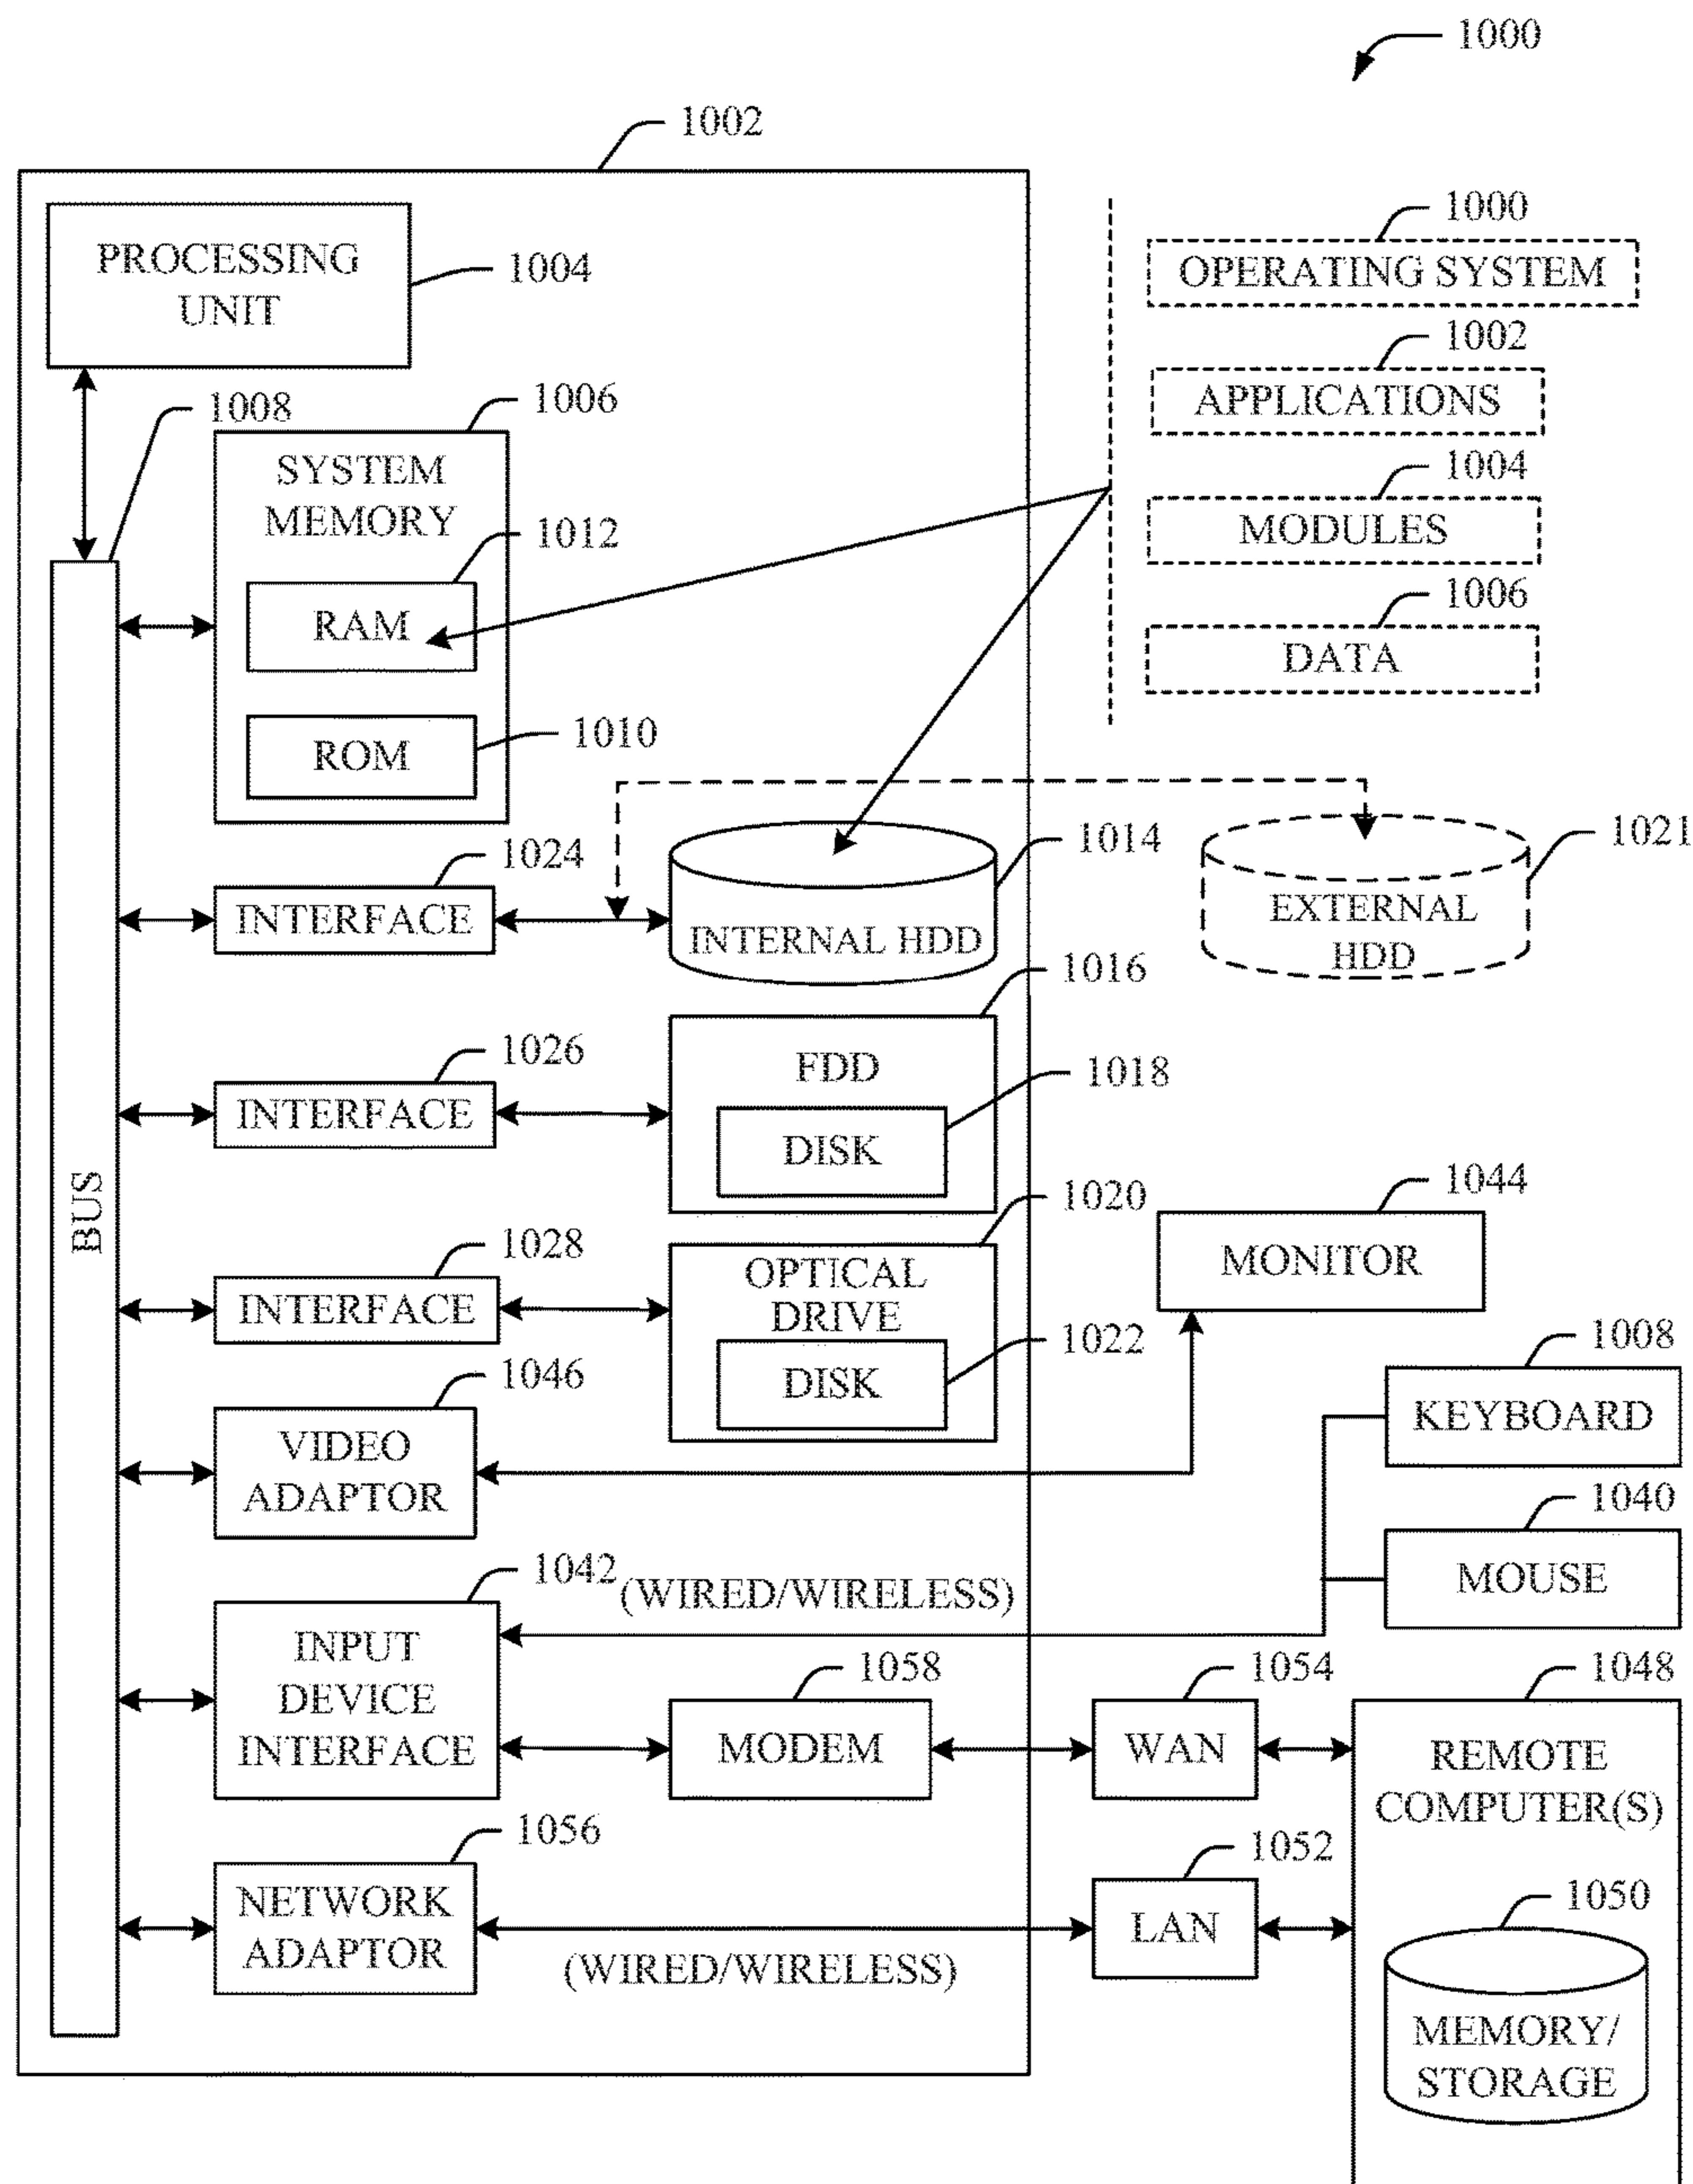 1000
1002
PROCESSING
UNIT
1004
1000
OPERATING SYSTEM
1002
APPLICATIONS
1004
MODULES
1006
DATA
1008
1006
SYSTEM
MEMORY
1012
RAM
1010
ROM
BUS
1024
INTERFACE
1014
INTERNAL HDD
1021
EXTERNAL
HDD
1026
INTERFACE
1016
FDD
1018
DISK
1028
INTERFACE
1020
OPTICAL
DRIVE
1022
DISK
1044
MONITOR
1046
VIDEO
ADAPTOR
1008
KEYBOARD
1040
MOUSE
1042
(WIRED/WIRELESS)
INPUT
DEVICE
INTERFACE
1058
MODEM
1054
WAN
1048
REMOTE
COMPUTER(S)
1056
NETWORK
ADAPTOR
(WIRED/WIRELESS)
1052
LAN
1050
MEMORY/
STORAGE